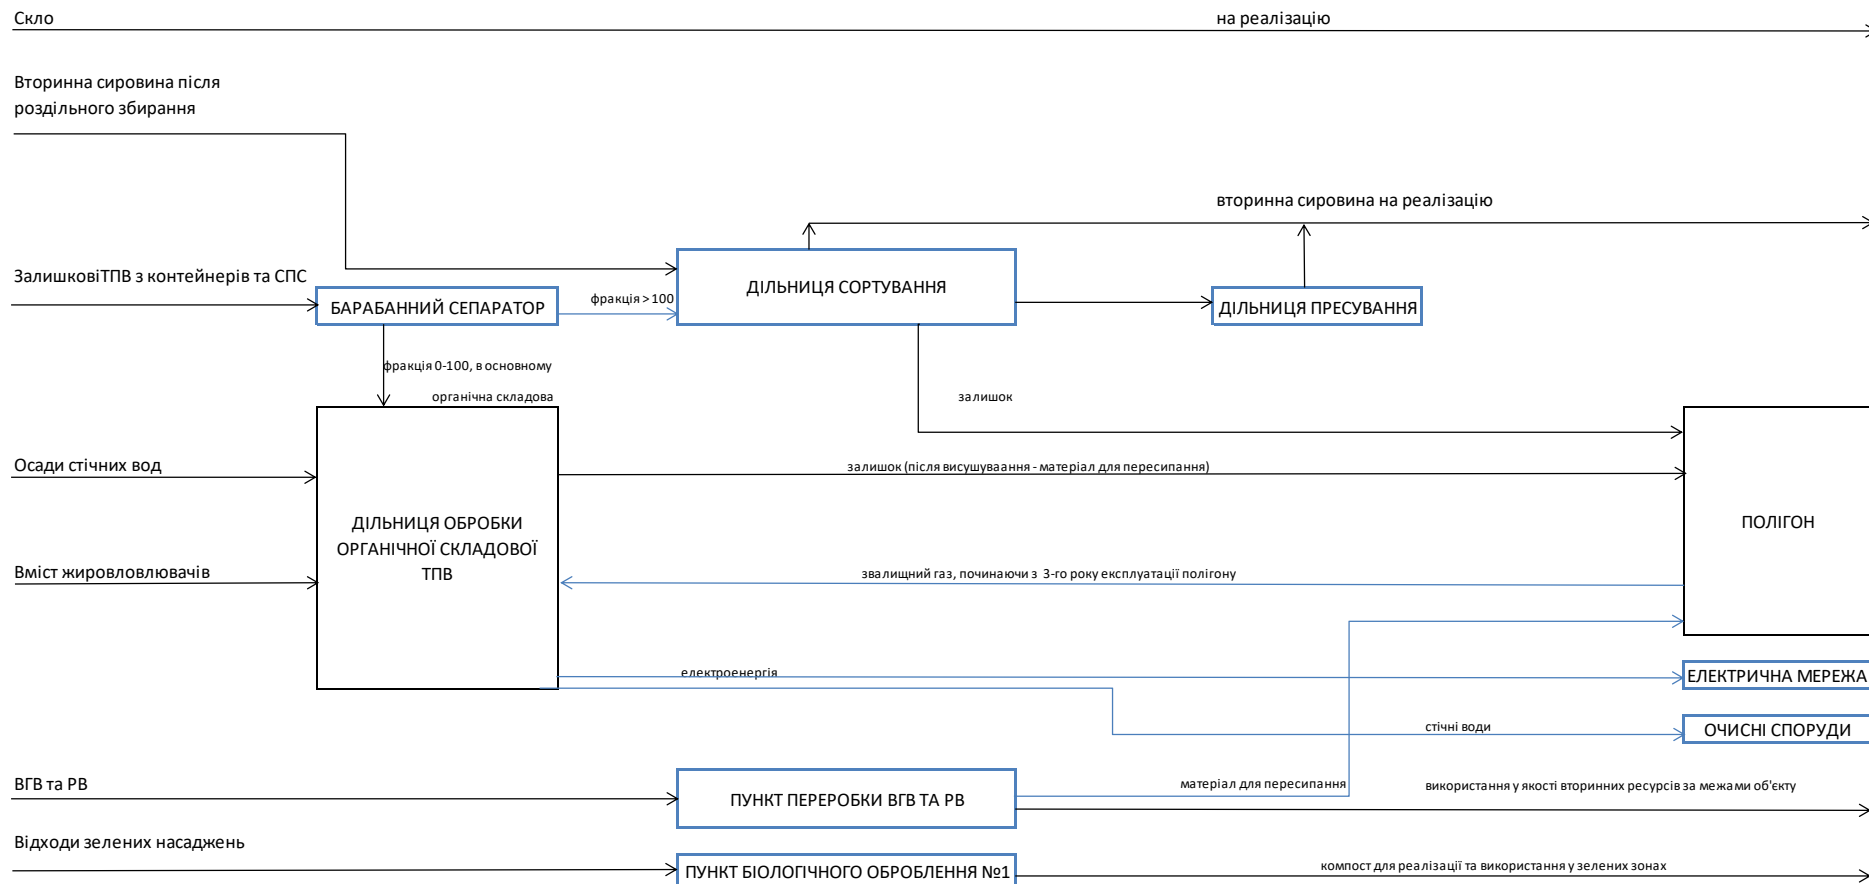 Скло
на реалізацію
Вторинна сировина після
роздільного збирання
вторинна сировина на реалізацію
ЗалишковіТПВ з контейнерів та СПС
БАРАБАННИЙ СЕПАРАТОР
фракція > 100
ДІЛЬНИЦЯ СОРТУВАННЯ
ДІЛЬНИЦЯ ПРЕСУВАННЯ
фракція 0-100, в основному
органічна складова
залишок
Осади стічних вод
залишок (після висушуваання - матеріал для пересипання)
ДІЛЬНИЦЯ ОБРОБКИ
ОРГАНІЧНОЇ СКЛАДОВОЇ
ТПВ
ПОЛІГОН
Вміст жировловлювачів
звалищний газ, починаючи з 3-го року експлуатації полігону
електроенергія
ЕЛЕКТРИЧНА МЕРЕЖА
стічні води
ОЧИСНІ СПОРУДИ
ВГВ та РВ
ПУНКТ ПЕРЕРОБКИ ВГВ ТА РВ
матеріал для пересипання
використання у якості вторинних ресурсів за межами об'єкту
Відходи зелених насаджень
ПУНКТ БІОЛОГІЧНОГО ОБРОБЛЕННЯ №1
компост для реалізації та використання у зелених зонах